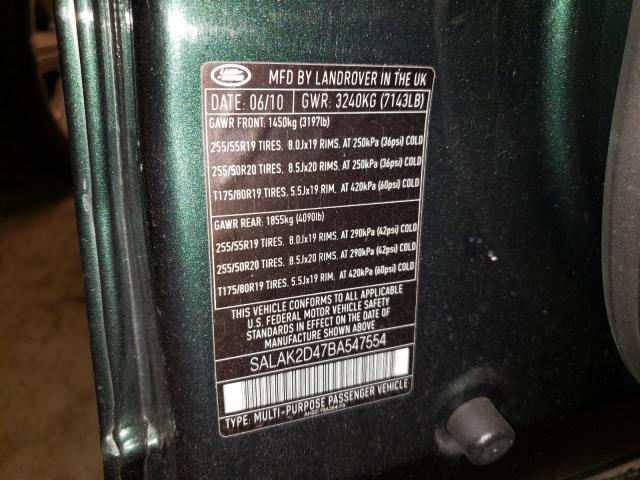 LAND ROVER
MFD BY LANDROVER IN THE UK
DATE: 06/10 GWR: 3240KG (7143LB)
GAWR FRONT: 1450kg (3197lb)
255/55R19 TIRES, 8.0Jx19 RIMS, AT 250kPa (36psi) COLD
255/50R20 TIRES, 8.5Jx20 RIMS, AT 250kPa (36psi) COLD
T175/80R19 TIRES, 5.5Jx19 RIM, AT 420kPa (60psi) COLD
GAWR REAR: 1855kg (4090lb)
255/55R19 TIRES, 8.0Jx19 RIMS, AT 290kPa (42psi) COLD
255/50R20 TIRES, 8.5Jx20 RIMS, AT 290kPa (42psi) COLD
T175/80R19 TIRES, 5.5Jx19 RIM, AT 420kPa (60psi) COLD
THIS VEHICLE CONFORMS TO ALL APPLICABLE
U.S. FEDERAL MOTOR VEHICLE SAFETY
STANDARDS IN EFFECT ON THE DATE OF
MANUFACTURE SHOWN ABOVE.
SALAK2D47BA547554
TYPE: MULTI-PURPOSE PASSENGER VEHICLE